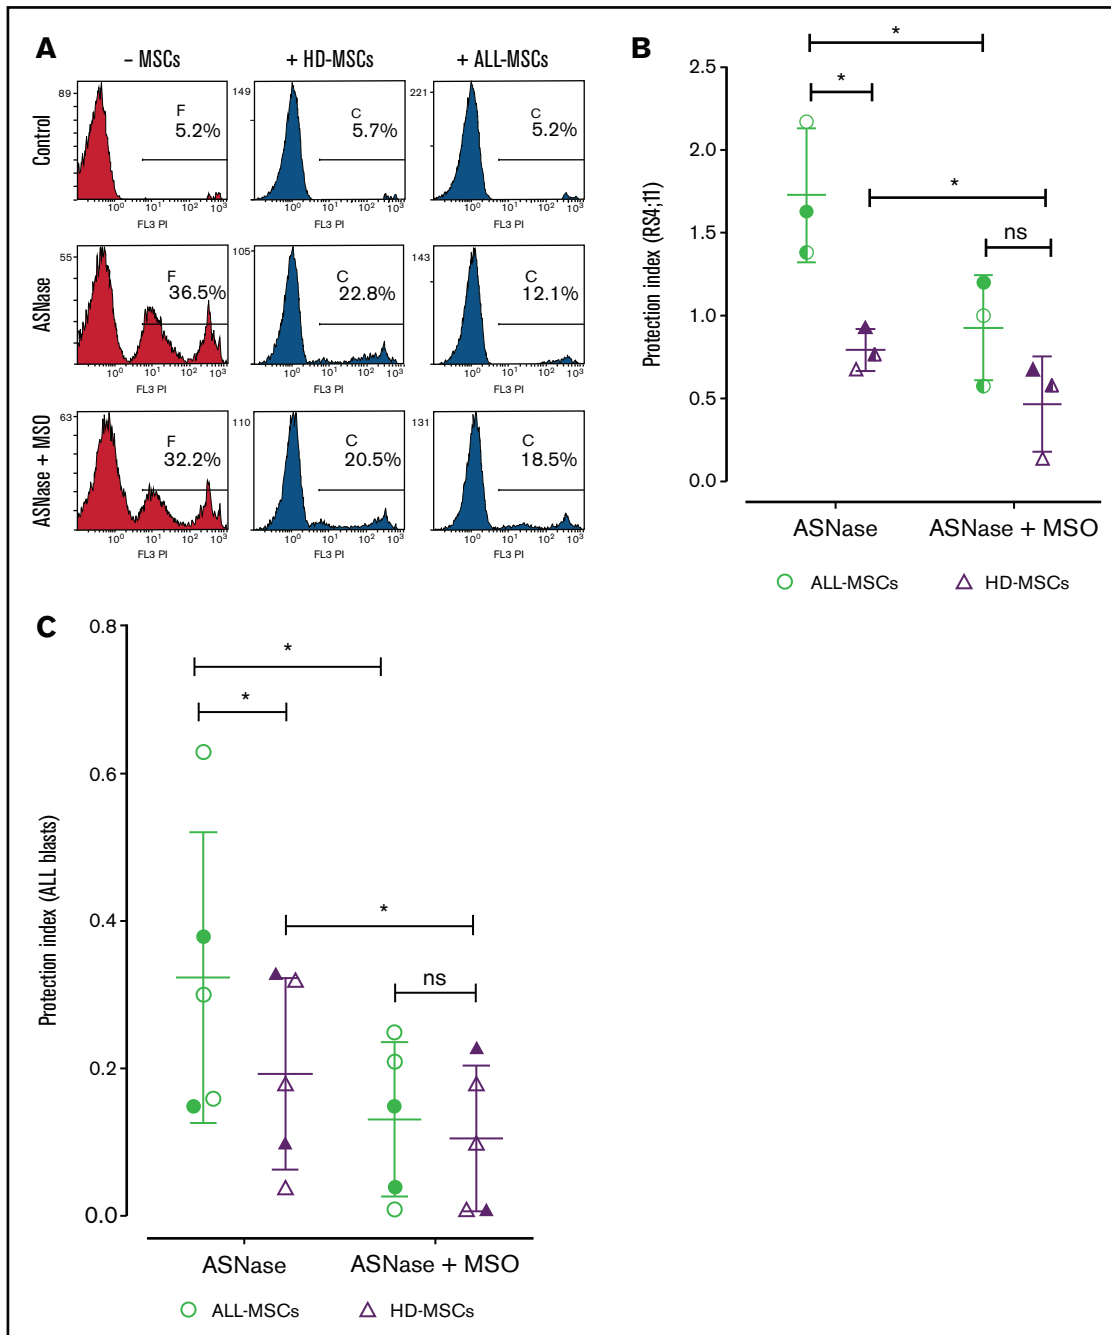 A
– MSCs
+ HD-MSCs
+ ALL-MSCs
Control
89
F
5.2%
10⁰ 10¹ 10² 10³
FL3 PI
149
C
5.7%
10⁰ 10¹ 10² 10³
FL3 PI
221
C
5.2%
10⁰ 10¹ 10² 10³
FL3 PI
ASNase
55
F
36.5%
10⁰ 10¹ 10² 10³
FL3 PI
105
C
22.8%
10⁰ 10¹ 10² 10³
FL3 PI
143
C
12.1%
10⁰ 10¹ 10² 10³
FL3 PI
ASNase + MSO
63
F
32.2%
10⁰ 10¹ 10² 10³
FL3 PI
110
C
20.5%
10⁰ 10¹ 10² 10³
FL3 PI
131
C
18.5%
10⁰ 10¹ 10² 10³
FL3 PI
B
Protection index (RS4;11)
2.5
2.0
1.5
1.0
0.5
0.0
*
*
*
ns
ASNase
ASNase + MSO
ALL-MSCs
HD-MSCs
C
Protection index (ALL blasts)
0.8
0.6
0.4
0.2
0.0
*
*
*
ns
ASNase
ASNase + MSO
ALL-MSCs
HD-MSCs